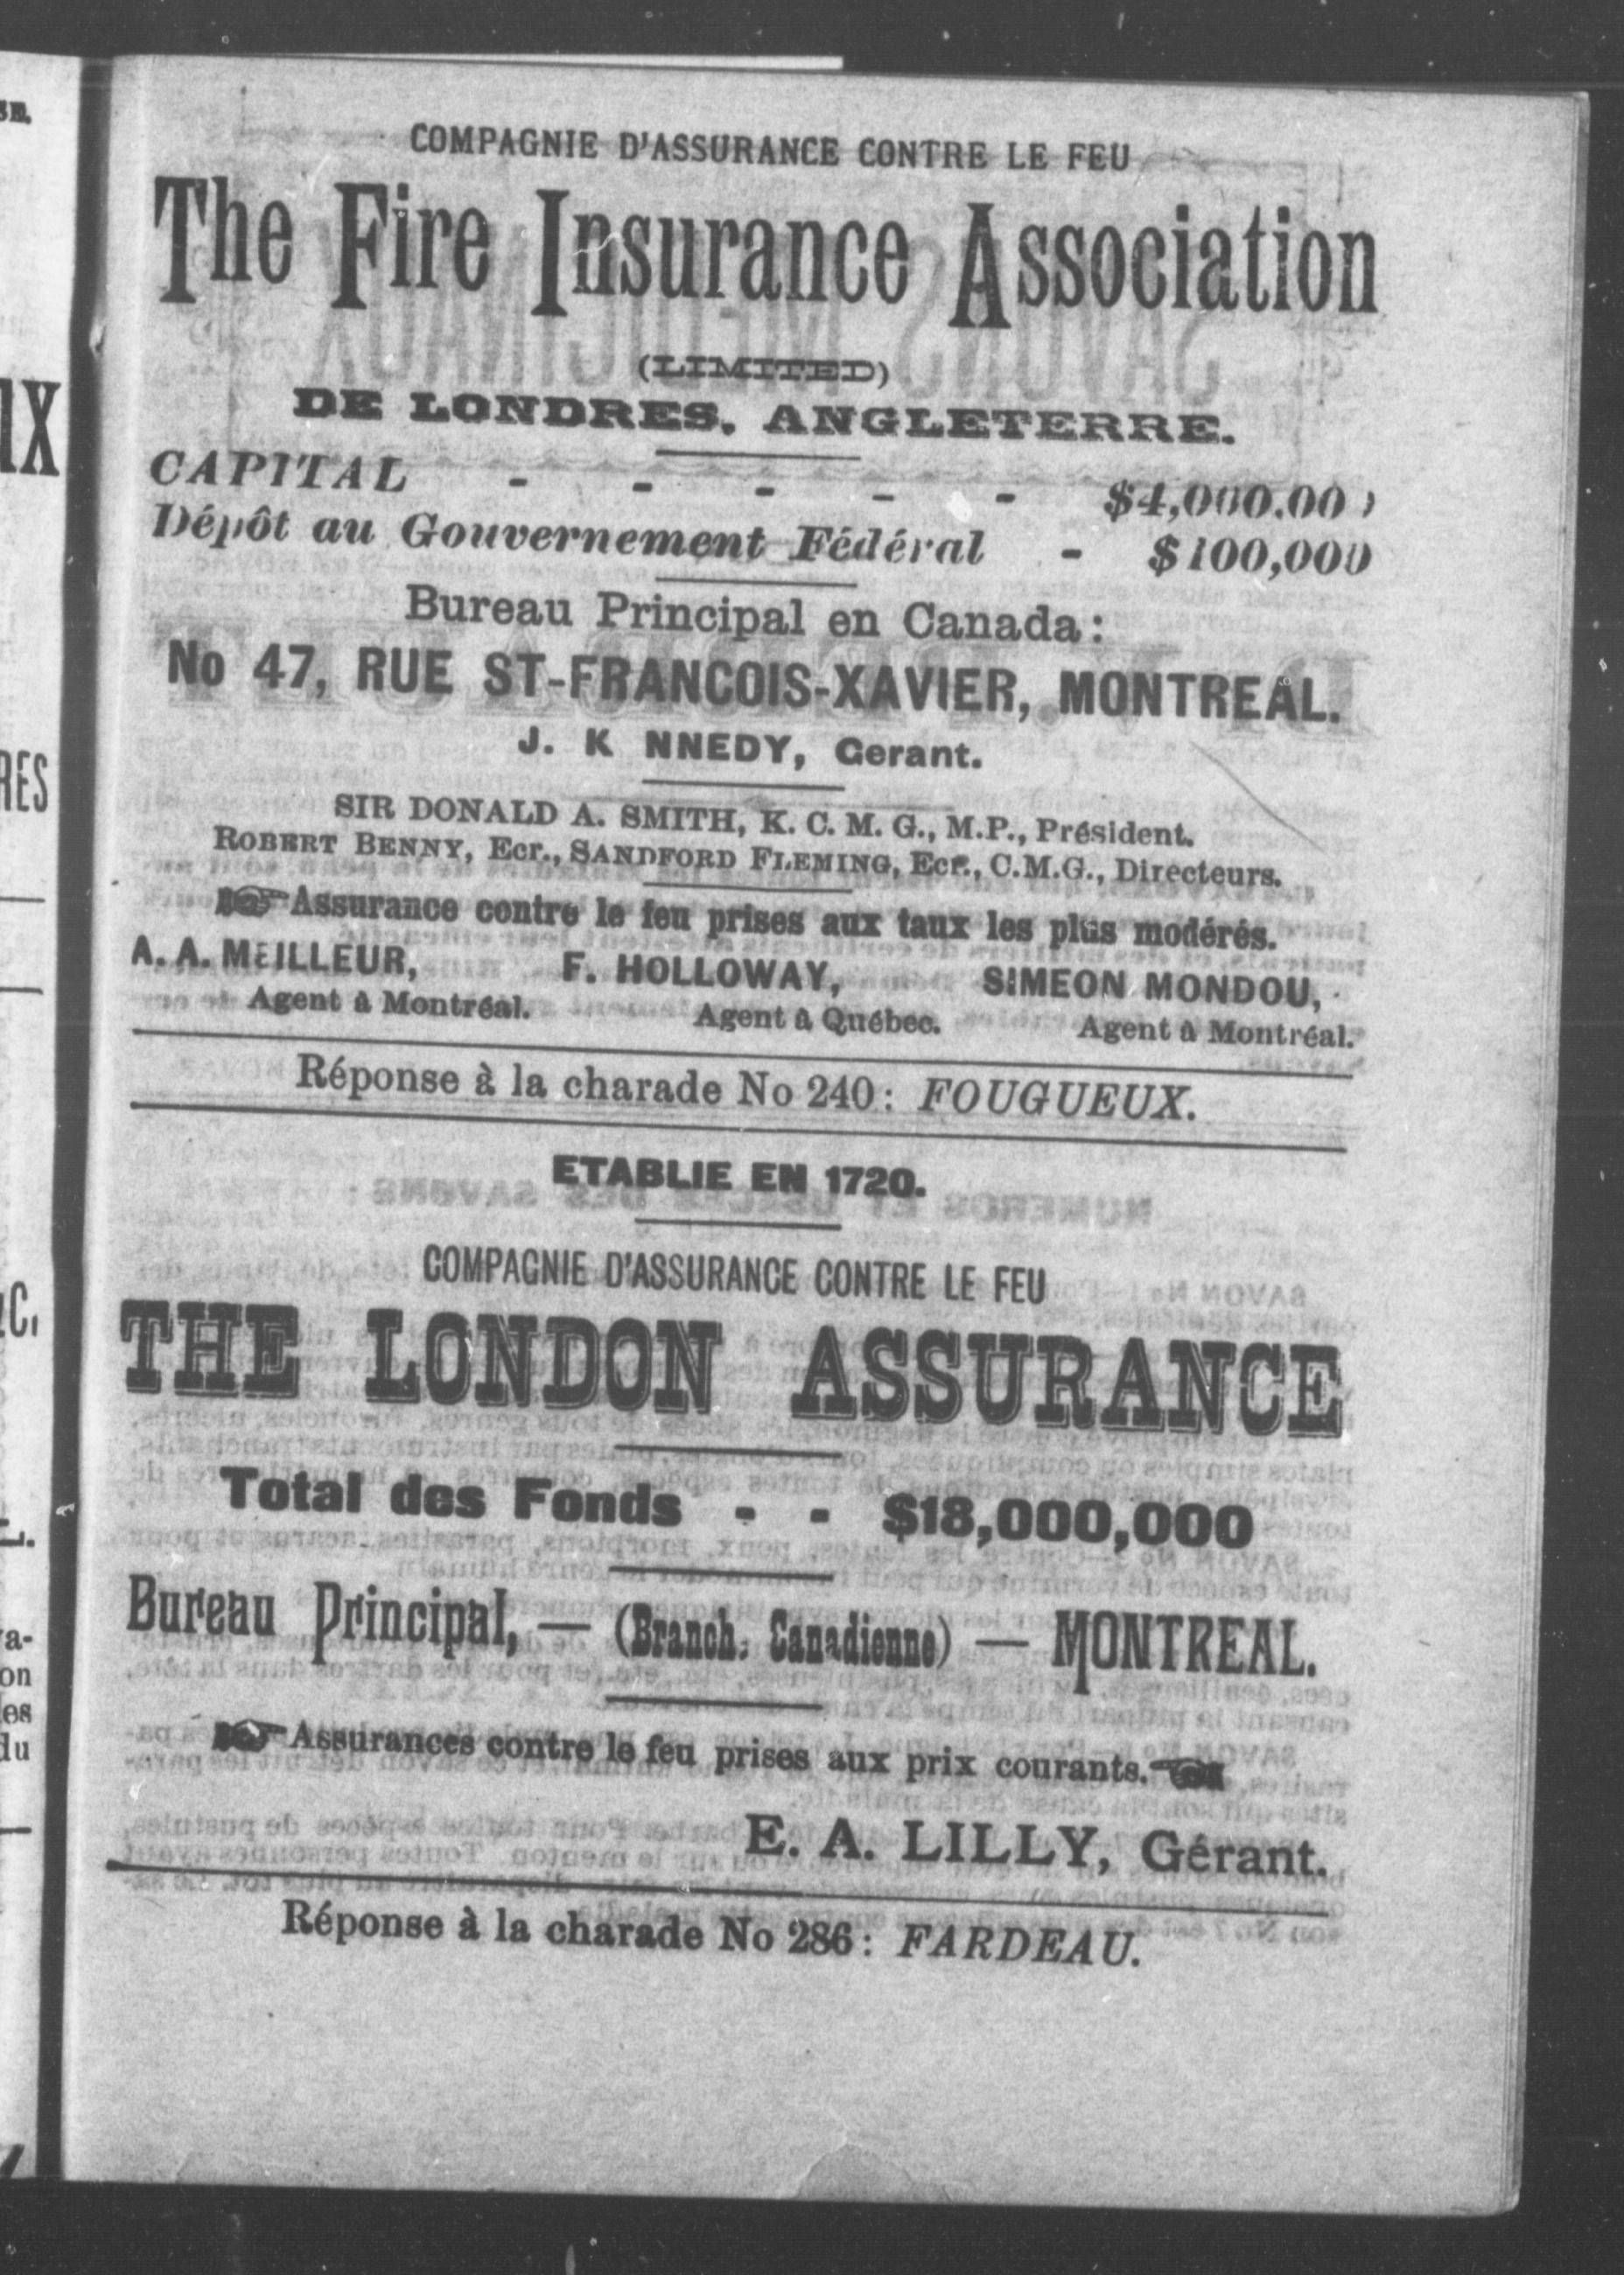 COMPAGNIE D'ASSURANCE CONTRE LE FEU
The Fire Insurance Association
(LIMITED)
DE LONDRES, ANGLETERRE.
CAPITAL - - - - - $4,000.00
Dépôt au Gouvernement Fédéral - $100,000
Bureau Principal en Canada:
No 47, RUE ST-FRANCOIS-XAVIER, MONTREAL.
J. K NNEDY, Gerant.
SIR DONALD A. SMITH, K. C. M. G., M.P., Président.
ROBERT BENNY, Ecr., SANDFORD FLEMING, Ecr., C.M.G., Directeurs.
Assurance contre le feu prises aux taux les plus modérés.
A. A. MEILLEUR, F. HOLLOWAY, SIMEON MONDOU,
Agent à Montréal. Agent à Québec. Agent à Montréal.
Réponse à la charade No 240: FOUGUEUX.
ETABLIE EN 1720.
COMPAGNIE D'ASSURANCE CONTRE LE FEU
THE LONDON ASSURANCE
Total des Fonds - - $18,000,000
Bureau Principal, — (Branch. Canadienne) — MONTREAL.
Assurances contre le feu prises aux prix courants.
E. A. LILLY, Gérant.
Réponse à la charade No 286: FARDEAU.